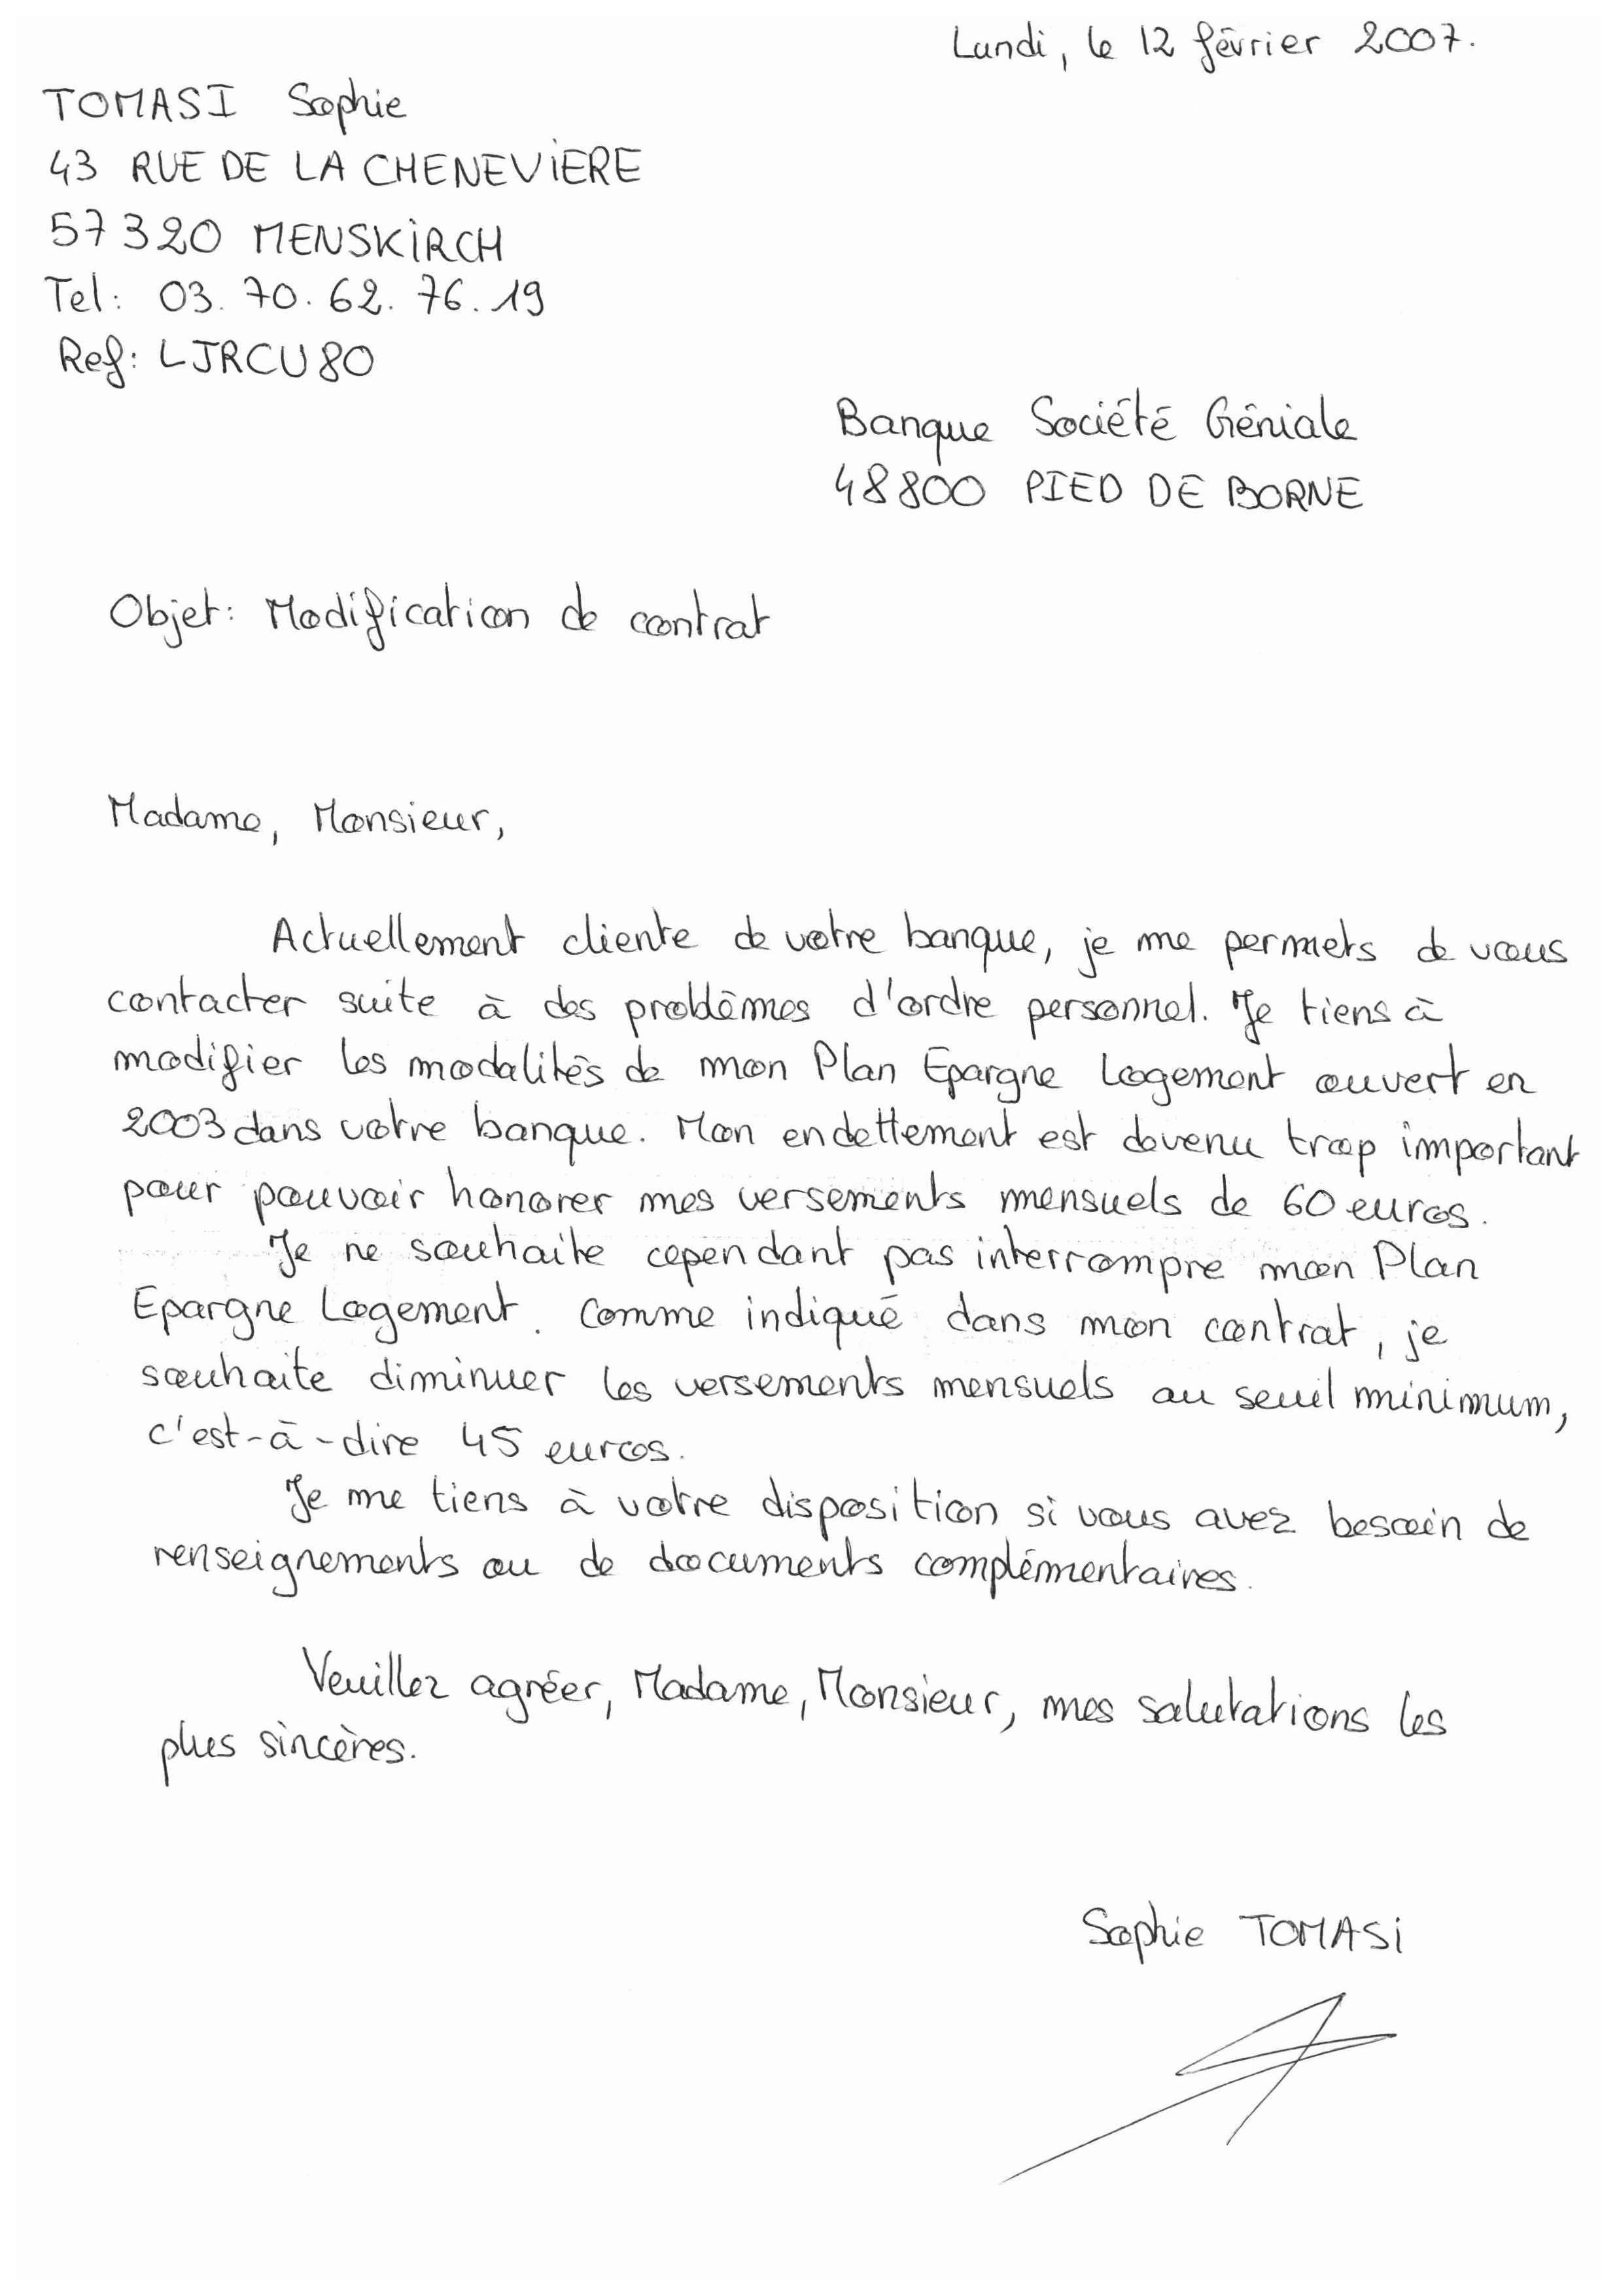 Lundi, le 12 février 2007.
TOMASI Sophie
43 RUE DE LA CHENEVIERE
57320 MENSKIRCH
Tel: 03.70.62.76.19
Ref: LJRCU80
Banque Société Géniale
48800 PIED DE BORNE
Objet: Modification de contrat
Madame, Monsieur,
Actuellement cliente de votre banque, je me permets de vous
contacter suite à des problèmes d'ordre personnel. Je tiens à
modifier les modalités de mon Plan Epargne Logement ouvert en
2003 dans votre banque. Mon endettement est devenu trop important
pour pouvoir honorer mes versements mensuels de 60 euros.
Je ne souhaite cependant pas interrompre mon Plan
Epargne Logement. Comme indiqué dans mon contrat, je
souhaite diminuer les versements mensuels au seuil minimum,
c'est-à-dire 45 euros.
Je me tiens à votre disposition si vous avez besoin de
renseignements ou de documents complémentaires.
Veuillez agréer, Madame, Monsieur, mes salutations les
plus sincères.
Sophie TOMASI